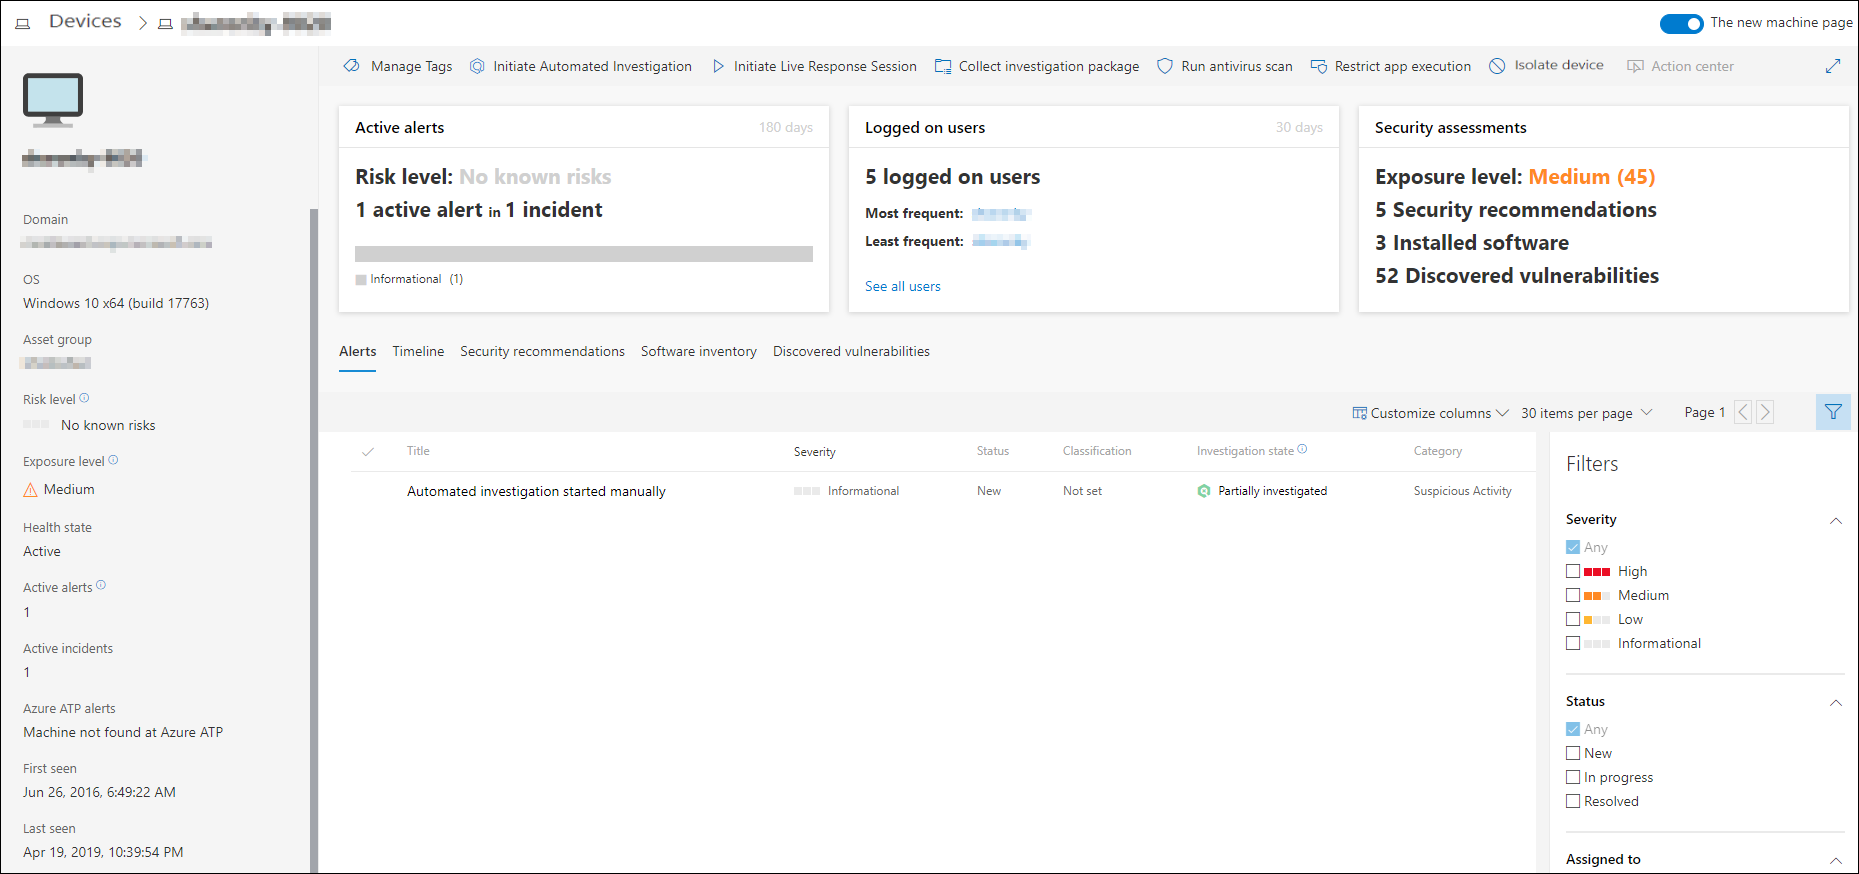 Devices
The new machine page
Manage Tags
Initiate Automated Investigation
Initiate Live Response Session
Collect investigation package
Run antivirus scan
Restrict app execution
Isolate device
Action center
Domain
OS
Windows 10 x64 (build 17763)
Asset group
Risk level
No known risks
Exposure level
Medium
Health state
Active
Active alerts
1
Active incidents
1
Azure ATP alerts
Machine not found at Azure ATP
First seen
Jun 26, 2016, 6:49:22 AM
Last seen
Apr 19, 2019, 10:39:54 PM
Active alerts
180 days
Risk level: No known risks
1 active alert in 1 incident
Informational (1)
Logged on users
30 days
5 logged on users
Most frequent:
Least frequent:
See all users
Security assessments
Exposure level: Medium (45)
5 Security recommendations
3 Installed software
52 Discovered vulnerabilities
Alerts
Timeline
Security recommendations
Software inventory
Discovered vulnerabilities
Customize columns
30 items per page
Page 1
Title
Severity
Status
Classification
Investigation state
Category
Automated investigation started manually
Informational
New
Not set
Partially investigated
Suspicious Activity
Filters
Severity
Any
High
Medium
Low
Informational
Status
Any
New
In progress
Resolved
Assigned to